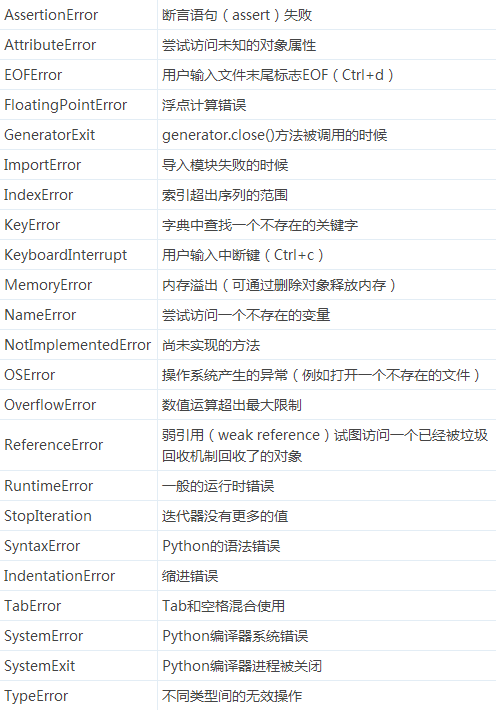 AssertionError 断言语句（assert）失败
AttributeError 尝试访问未知的对象属性
EOFError 用户输入文件末尾标志EOF（Ctrl+d）
FloatingPointError 浮点计算错误
GeneratorExit generator.close()方法被调用的时候
ImportError 导入模块失败的时候
IndexError 索引超出序列的范围
KeyError 字典中查找一个不存在的关键字
KeyboardInterrupt 用户输入中断键（Ctrl+c）
MemoryError 内存溢出（可通过删除对象释放内存）
NameError 尝试访问一个不存在的变量
NotImplementedError 尚未实现的方法
OSError 操作系统产生的异常（例如打开一个不存在的文件）
OverflowError 数值运算超出最大限制
ReferenceError 弱引用（weak reference）试图访问一个已经被垃圾
回收机制回收了的对象
RuntimeError 一般的运行时错误
StopIteration 迭代器没有更多的值
SyntaxError Python的语法错误
IndentationError 缩进错误
TabError Tab和空格混合使用
SystemError Python编译器系统错误
SystemExit Python编译器进程被关闭
TypeError 不同类型间的无效操作